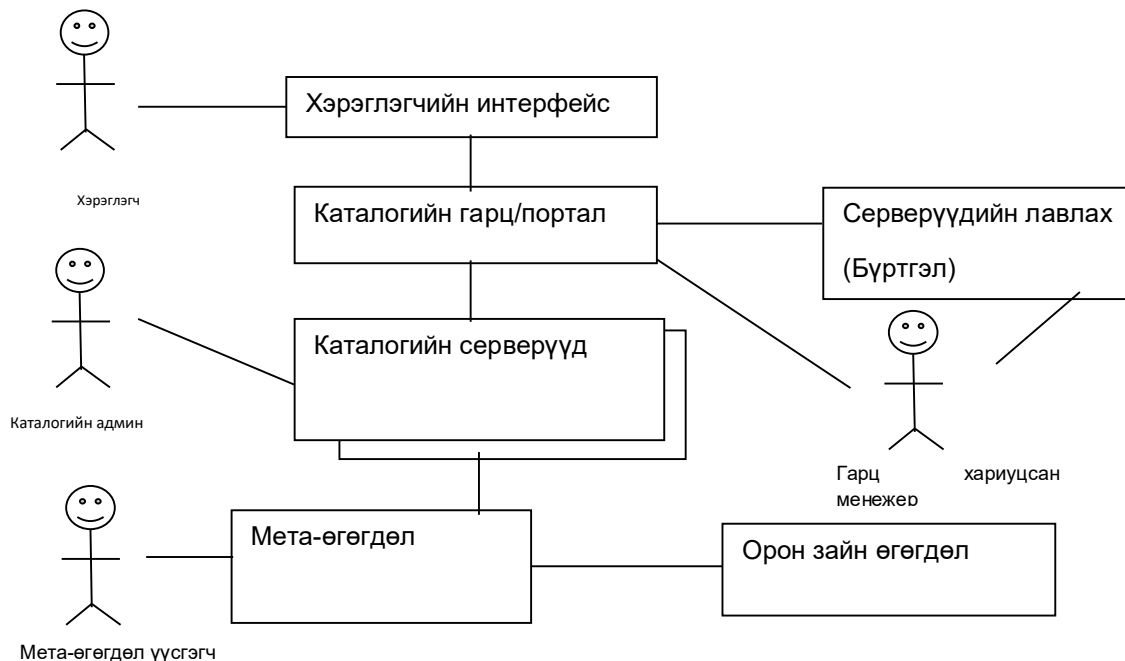 Хэрэглэгчийн интерфейс
Хэрэглэгч
Каталогийн гарц/портал
Серверүүдийн лавлах
(Бүртгэл)
Каталогийн серверүүд
Каталогийн админ
Гарц хариуцсан
менежер
Мета-өгөгдөл
Орон зайн өгөгдөл
Мета-өгөгдөл үүсгэгч